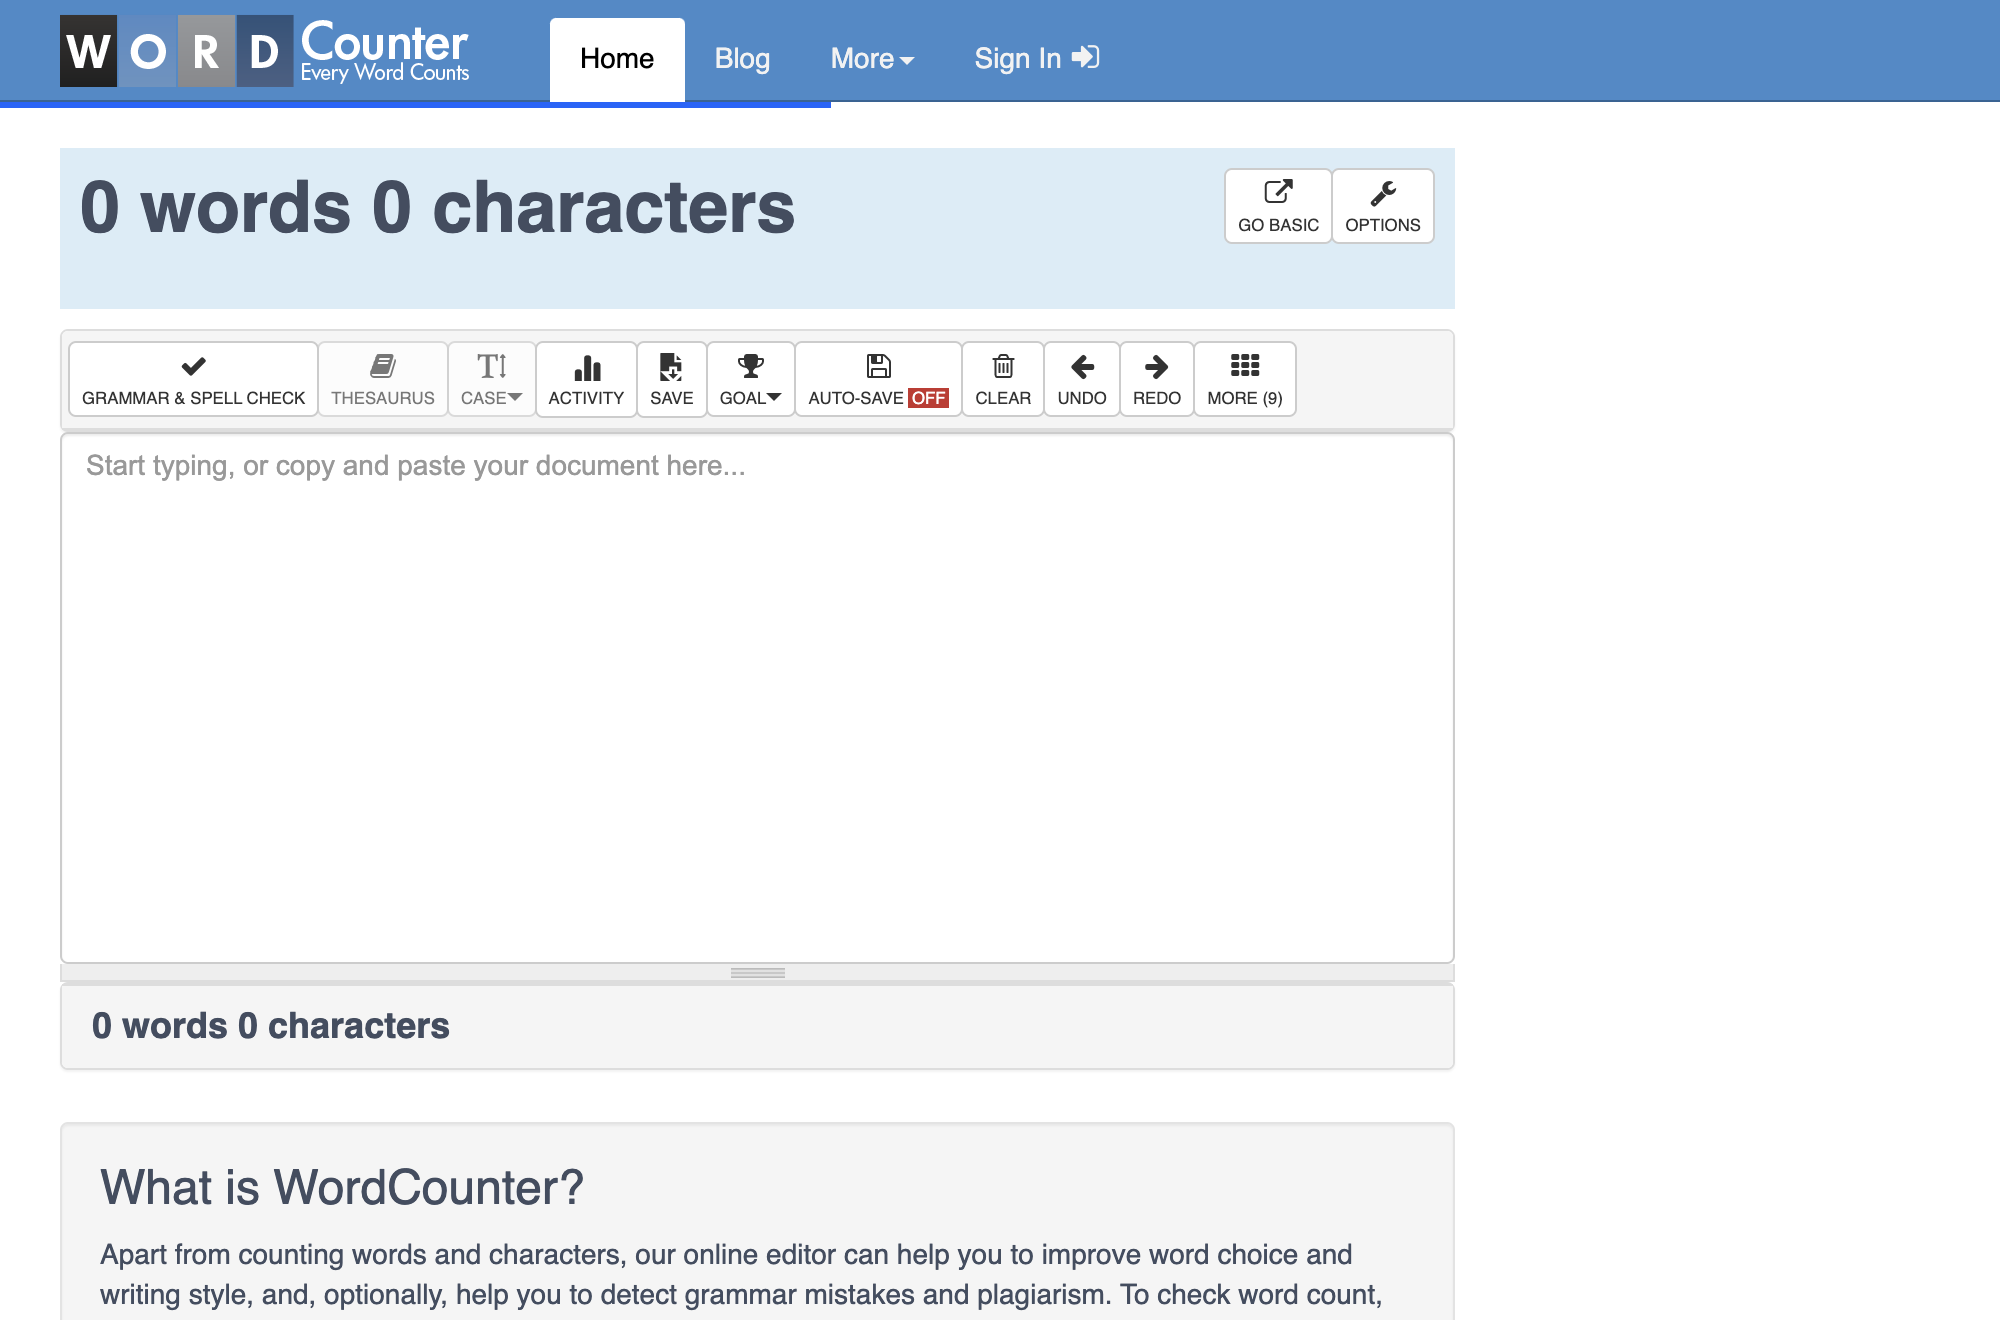 WORD Counter
Every Word Counts
Home Blog More Sign In
0 words 0 characters
GO BASIC OPTIONS
GRAMMAR & SPELL CHECK THESAURUS CASE ACTIVITY SAVE GOAL AUTO-SAVE OFF CLEAR UNDO REDO MORE (9)
Start typing, or copy and paste your document here...
0 words 0 characters
What is WordCounter?
Apart from counting words and characters, our online editor can help you to improve word choice and
writing style, and, optionally, help you to detect grammar mistakes and plagiarism. To check word count,